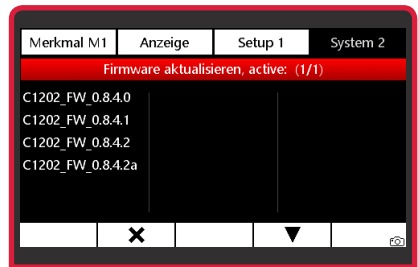 Merkmal M1 Anzeige Setup 1 System 2
Firmware aktualisieren, active: (1/1)
C1202_FW_0.8.4.0
C1202_FW_0.8.4.1
C1202_FW_0.8.4.2
C1202_FW_0.8.4.2a